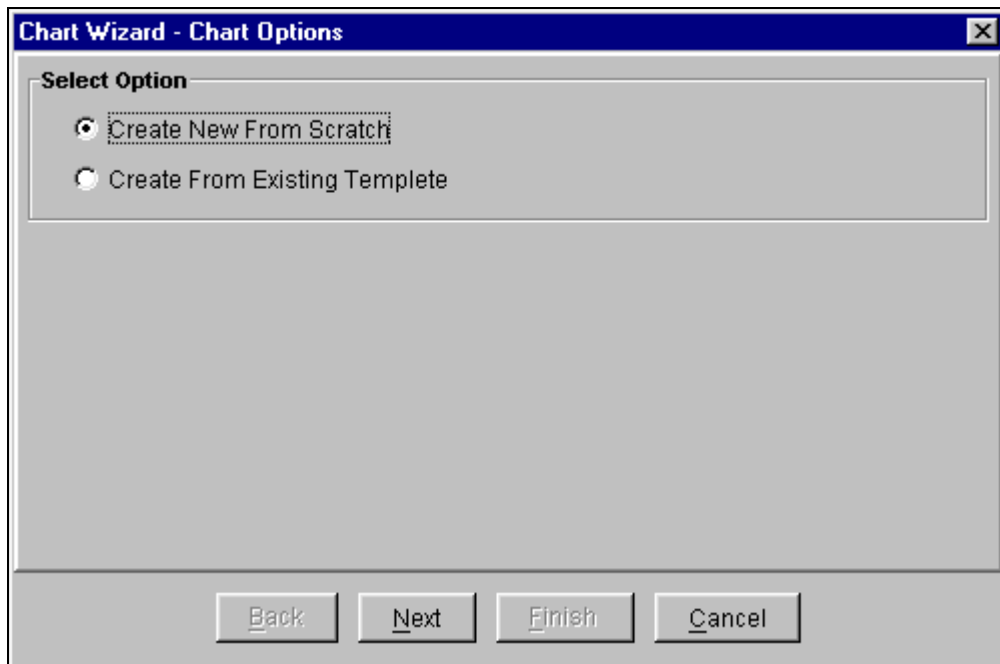 Chart Wizard - Chart Options
Select Option
Create New From Scratch
Create From Existing Templete
Back Next Finish Cancel